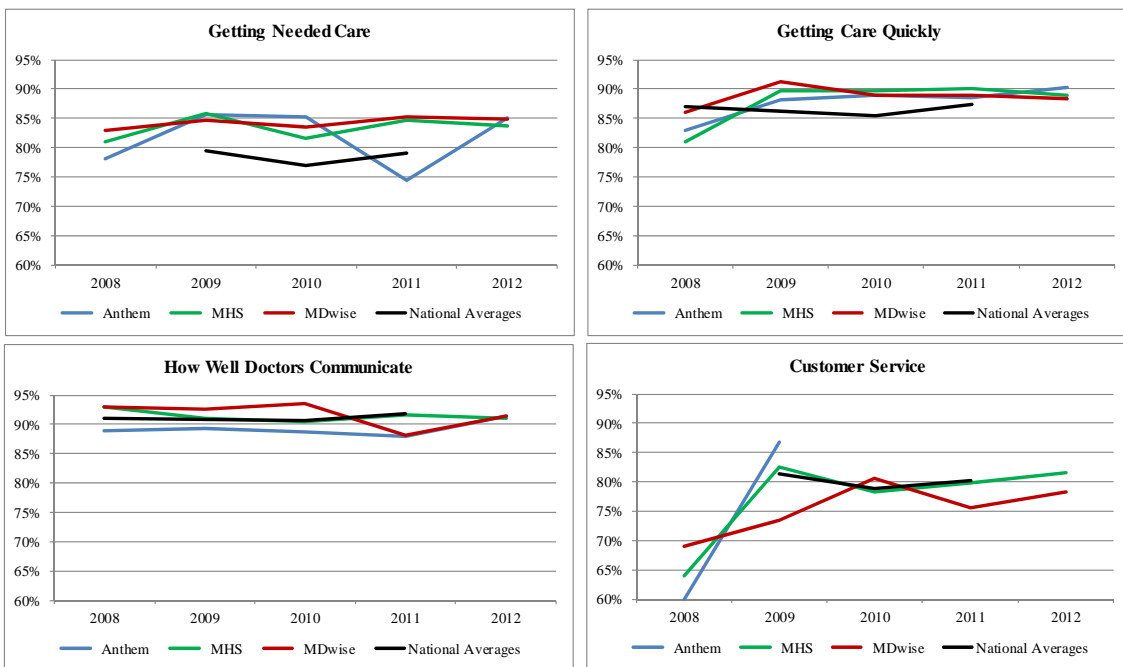 Getting Needed Care
95%
90%
85%
80%
75%
70%
65%
60%
2008 2009 2010 2011 2012
Anthem MHS MDwise National Averages
Getting Care Quickly
95%
90%
85%
80%
75%
70%
65%
60%
2008 2009 2010 2011 2012
Anthem MHS MDwise National Averages
How Well Doctors Communicate
95%
90%
85%
80%
75%
70%
65%
60%
2008 2009 2010 2011 2012
Anthem MHS MDwise National Averages
Customer Service
95%
90%
85%
80%
75%
70%
65%
60%
2008 2009 2010 2011 2012
Anthem MHS MDwise National Averages